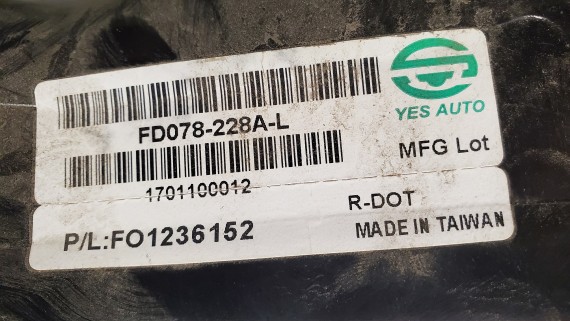 YES AUTO
FD078-228A-L
MFG Lot
1701100012
R-DOT
P/L:FO1236152
MADE IN TAIWAN